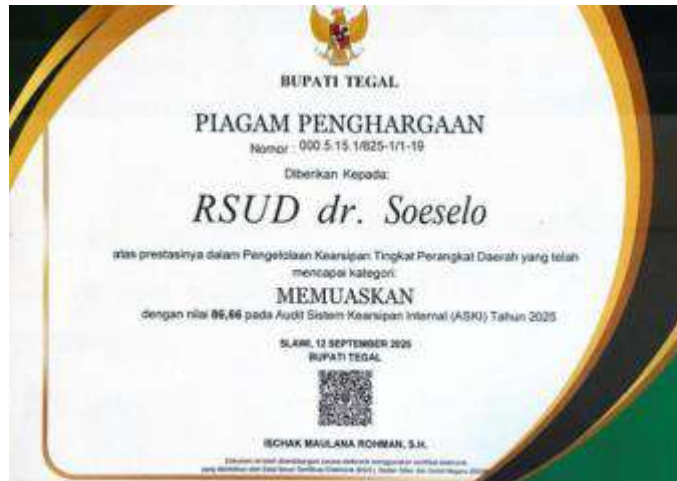 BUPATI TEGAL
PIAGAM PENGHARGAAN
Nomor : 000.5.15.1/825-1/1-19
Diberikan Kepada:
RSUD dr. Soeselo
atas prestasinya dalam Pengelolaan Kearsipan Tingkat Perangkat Daerah yang telah
mencapai kategori:
MEMUASKAN
dengan nilai 86,66 pada Audit Sistem Kearsipan Internal (ASKI) Tahun 2025
SLAWI, 12 SEPTEMBER 2025
BUPATI TEGAL
ISCHAK MAULANA ROHMAN, S.H.